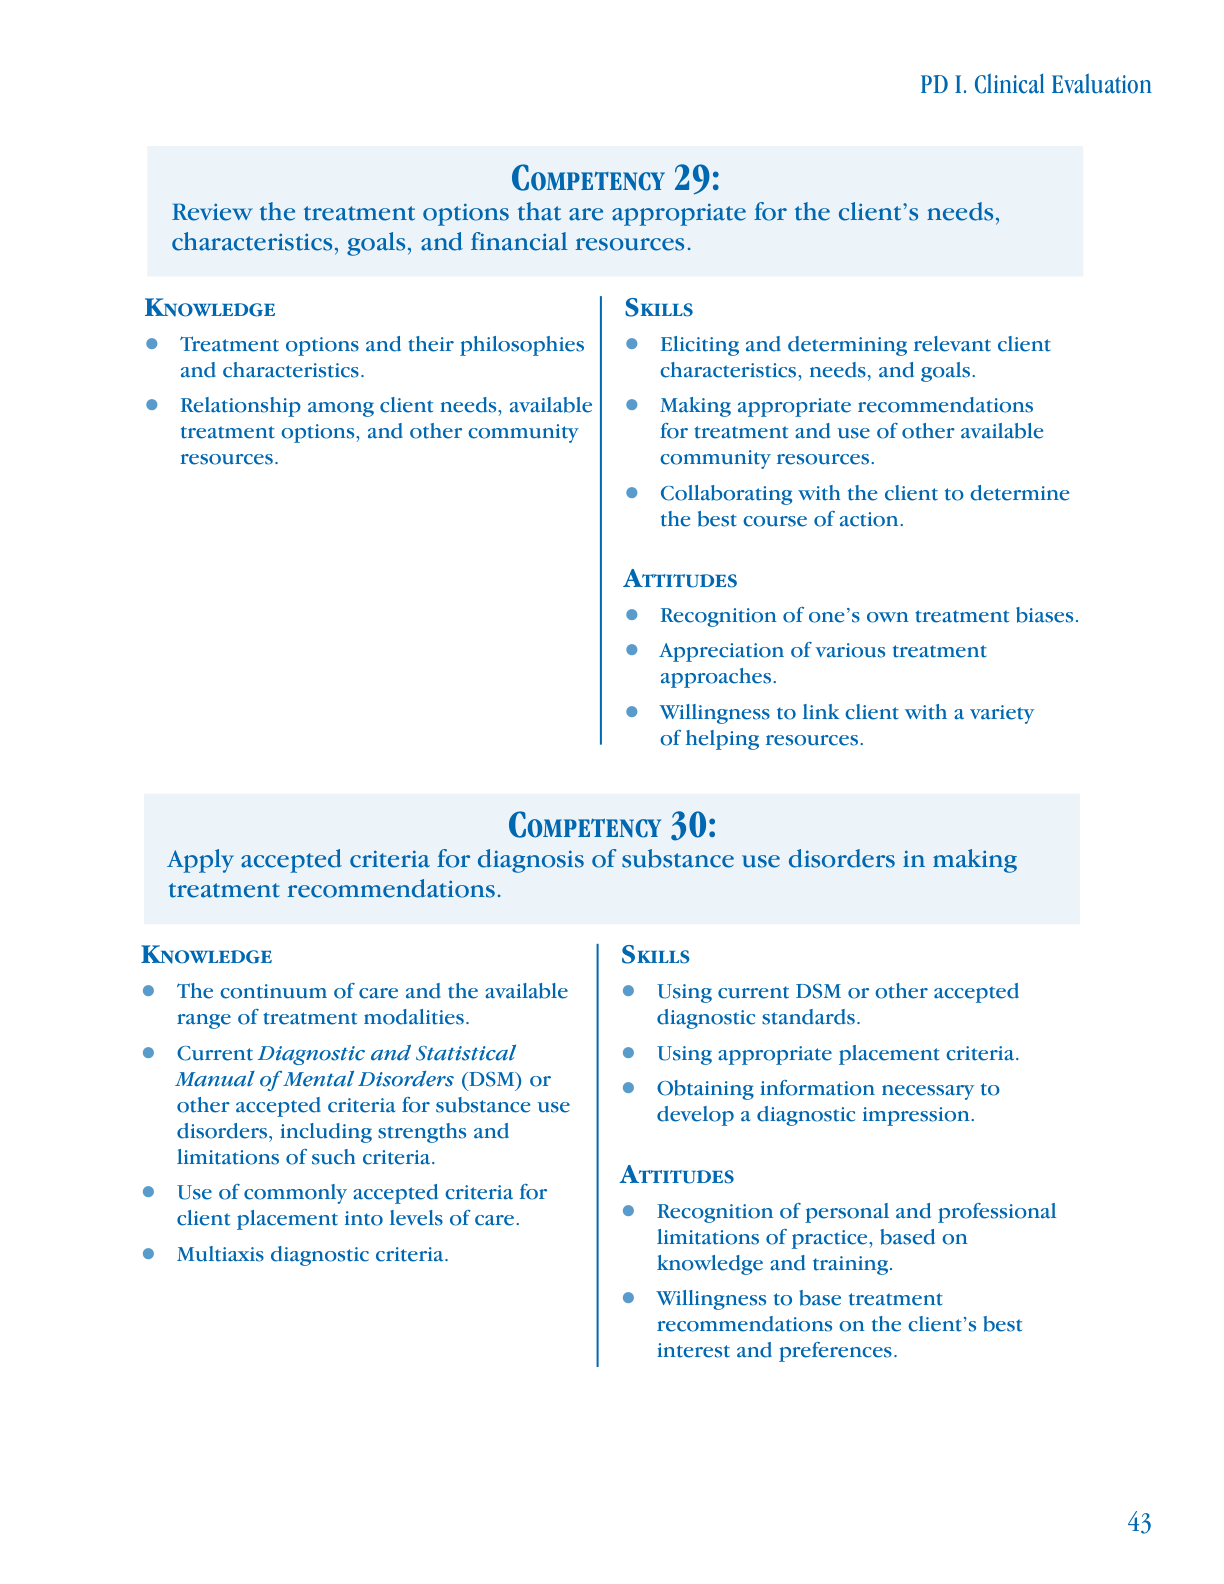 PD I. Clinical Evaluation
Competency 29:
Review the treatment options that are appropriate for the client’s needs,
characteristics, goals, and financial resources.
Knowledge
● Treatment options and their philosophies
and characteristics.
● Relationship among client needs, available
treatment options, and other community
resources.
Skills
● Eliciting and determining relevant client
characteristics, needs, and goals.
● Making appropriate recommendations
for treatment and use of other available
community resources.
● Collaborating with the client to determine
the best course of action.
Attitudes
● Recognition of one’s own treatment biases.
● Appreciation of various treatment
approaches.
● Willingness to link client with a variety
of helping resources.
Competency 30:
Apply accepted criteria for diagnosis of substance use disorders in making
treatment recommendations.
Knowledge
● The continuum of care and the available
range of treatment modalities.
● Current Diagnostic and Statistical
Manual of Mental Disorders (DSM) or
other accepted criteria for substance use
disorders, including strengths and
limitations of such criteria.
● Use of commonly accepted criteria for
client placement into levels of care.
● Multiaxis diagnostic criteria.
Skills
● Using current DSM or other accepted
diagnostic standards.
● Using appropriate placement criteria.
● Obtaining information necessary to
develop a diagnostic impression.
Attitudes
● Recognition of personal and professional
limitations of practice, based on
knowledge and training.
● Willingness to base treatment
recommendations on the client’s best
interest and preferences.
43